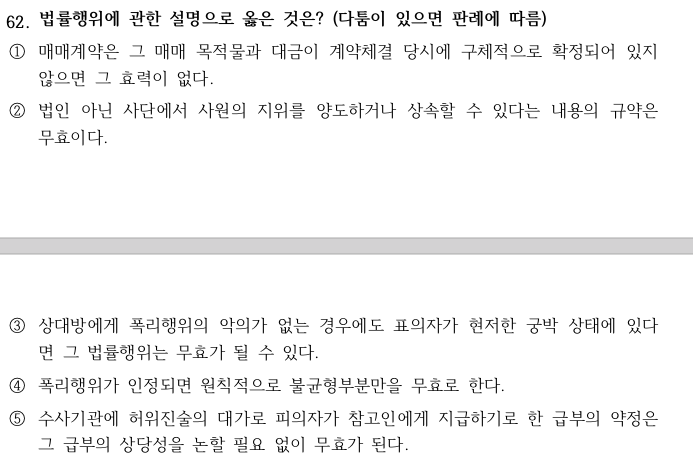 62. 법률행위에 관한 설명으로 옳은 것은? (다툼이 있으면 판례에 따름)
① 매매계약은 그 매매 목적물과 대금이 계약체결 당시에 구체적으로 확정되어 있지
않으면 그 효력이 없다.
② 법인 아닌 사단에서 사원의 지위를 양도하거나 상속할 수 있다는 내용의 규약은
무효이다.
③ 상대방에게 폭리행위의 악의가 없는 경우에도 표의자가 현저한 궁박 상태에 있다
면 그 법률행위는 무효가 될 수 있다.
④ 폭리행위가 인정되면 원칙적으로 불균형부분만을 무효로 한다.
⑤ 수사기관에 허위진술의 대가로 피의자가 참고인에게 지급하기로 한 급부의 약정은
그 급부의 상당성을 논할 필요 없이 무효가 된다.